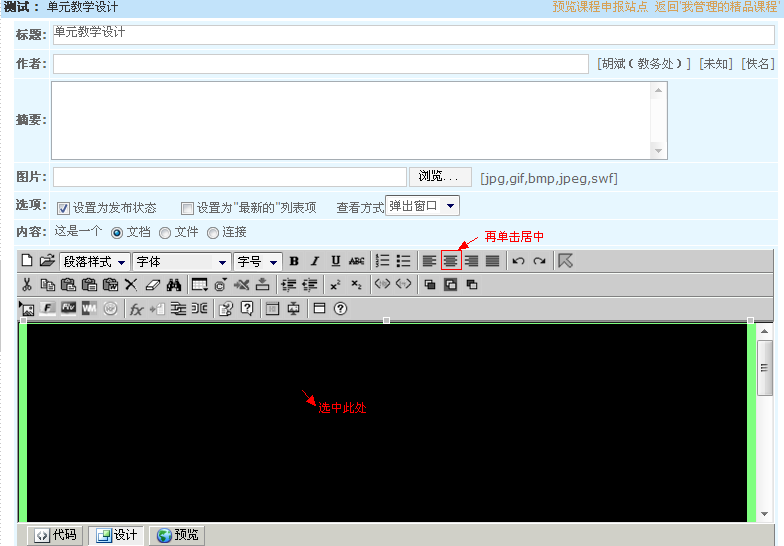 测试： 单元教学设计 预览课程申报站点 返回'我管理的精品课程'
标题: 单元教学设计
作者: [胡斌（教务处）] [未知] [佚名]
摘要:
图片: 浏览... [jpg,gif,bmp,jpeg,swf]
选项: 设置为发布状态 设置为"最新的"列表项 查看方式 弹出窗口
内容: 这是一个 文档 文件 连接
再单击居中
段落样式 字体 字号 B I U ABC
选中此处
代码 设计 预览